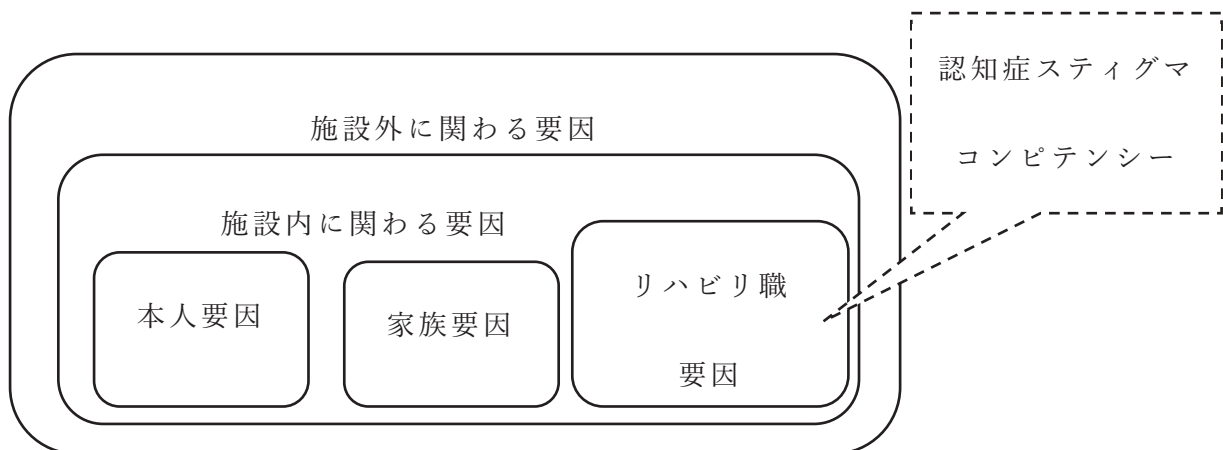 認知症スティグマ
コンピテンシー
施設外に関わる要因
施設内に関わる要因
本人要因
家族要因
リハビリ職
要因